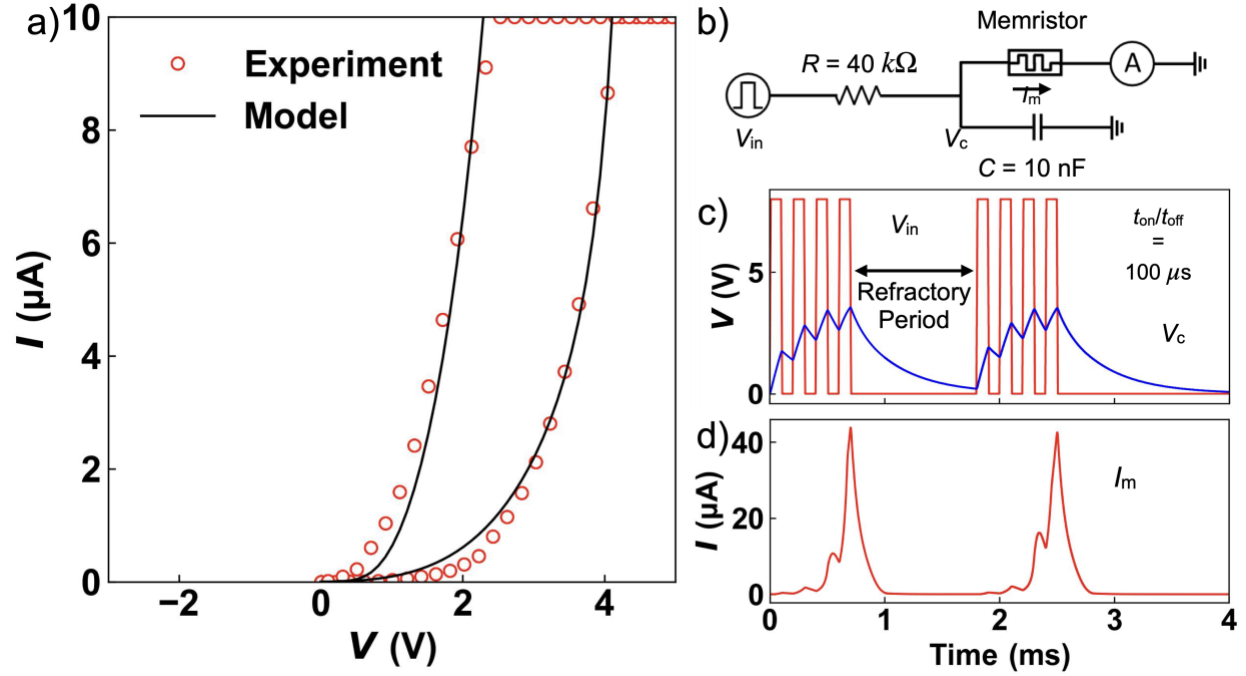 a)
10
8
6
4
2
0
I (μA)
Experiment
Model
−2
0
2
4
V (V)
b)
Memristor
R = 40 kΩ
A
Im
Vin
Vc
C = 10 nF
c)
5
0
V (V)
Vin
Refractory
Period
ton/toff
=
100 μs
Vc
d)
40
20
0
I (μA)
Im
0
1
2
3
4
Time (ms)